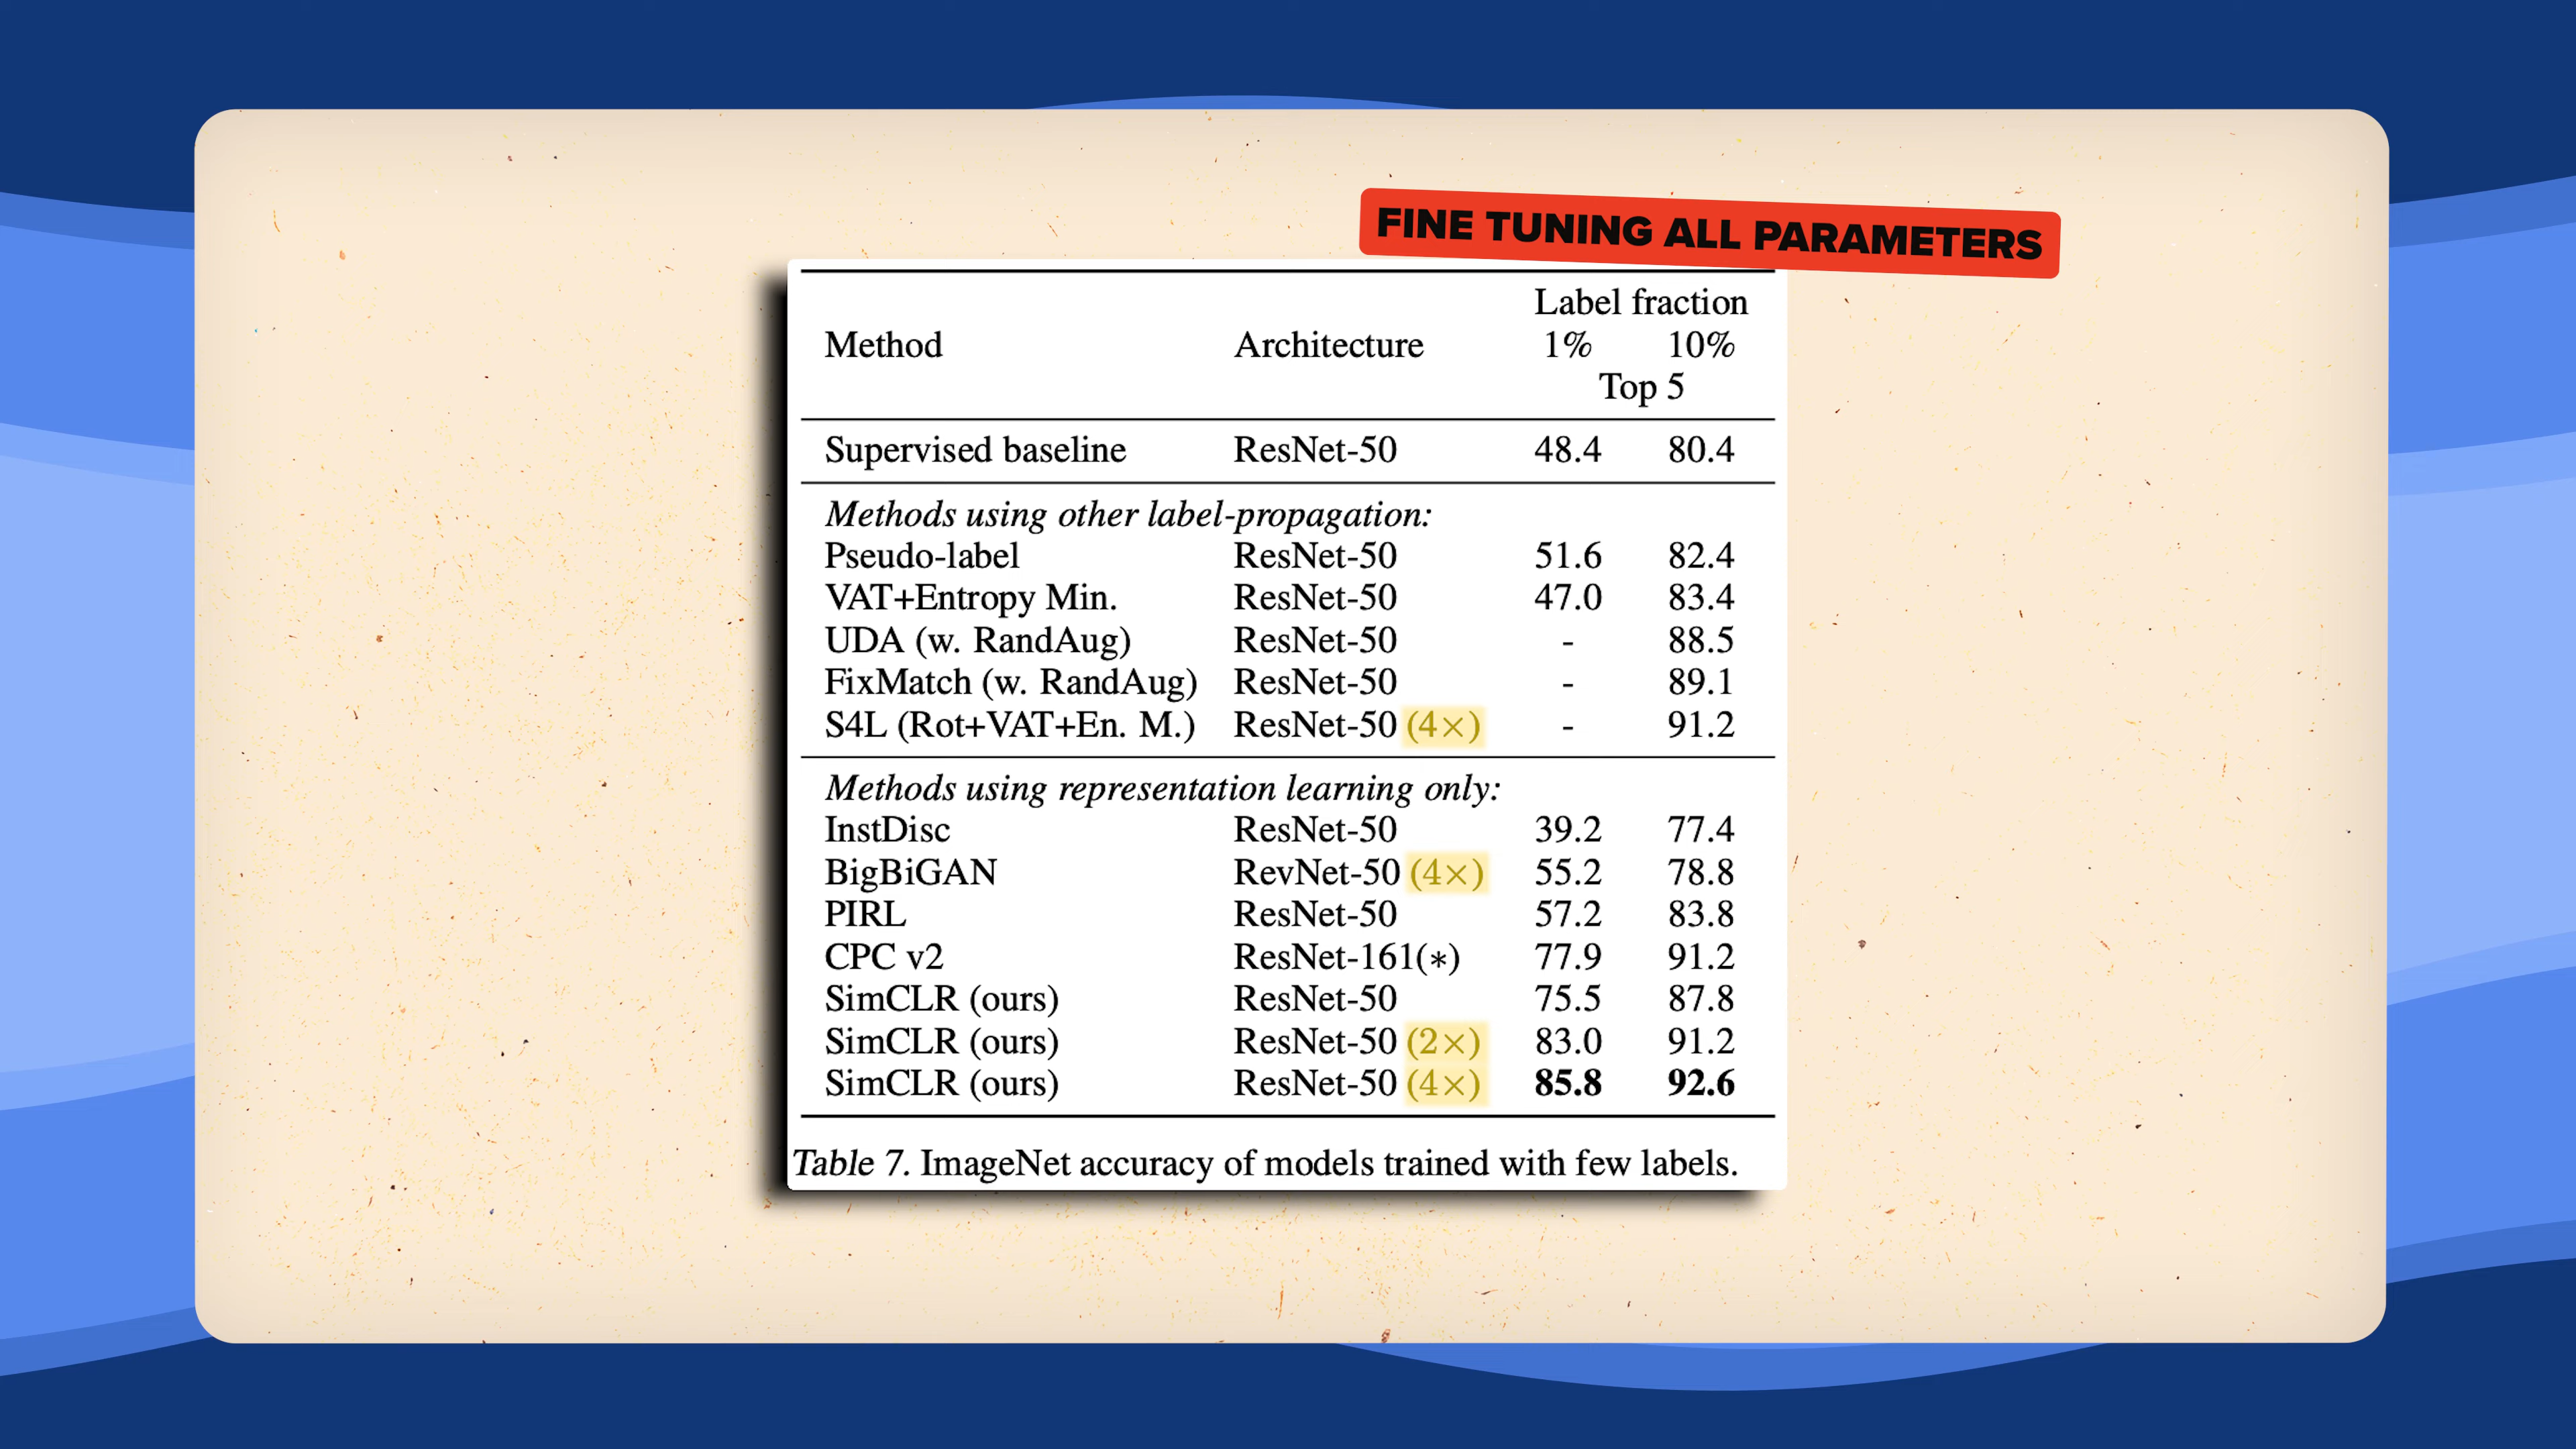 FINE TUNING ALL PARAMETERS
Label fraction
Method Architecture 1% 10%
Top 5
Supervised baseline ResNet-50 48.4 80.4
Methods using other label-propagation:
Pseudo-label ResNet-50 51.6 82.4
VAT+Entropy Min. ResNet-50 47.0 83.4
UDA (w. RandAug) ResNet-50 - 88.5
FixMatch (w. RandAug) ResNet-50 - 89.1
S4L (Rot+VAT+En. M.) ResNet-50 (4×) - 91.2
Methods using representation learning only:
InstDisc ResNet-50 39.2 77.4
BigBiGAN RevNet-50 (4×) 55.2 78.8
PIRL ResNet-50 57.2 83.8
CPC v2 ResNet-161(∗) 77.9 91.2
SimCLR (ours) ResNet-50 75.5 87.8
SimCLR (ours) ResNet-50 (2×) 83.0 91.2
SimCLR (ours) ResNet-50 (4×) 85.8 92.6
Table 7. ImageNet accuracy of models trained with few labels.